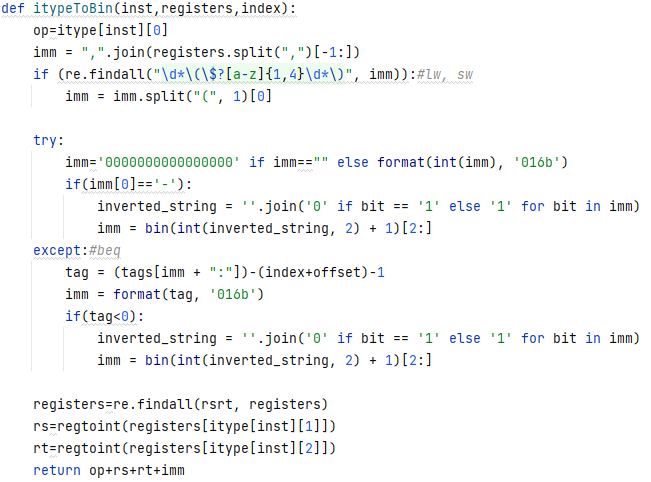 def itypeToBin(inst,registers,index):
    op=itype[inst][0]
    imm = ",".join(registers.split(",")[-1:])
    if (re.findall("\d*\(\$?[a-z]{1,4}\d*\)", imm)):#lw, sw
        imm = imm.split("(", 1)[0]

    try:
        imm='0000000000000000' if imm=="" else format(int(imm), '016b')
        if(imm[0]=='-'):
            inverted_string = ''.join('0' if bit == '1' else '1' for bit in imm)
            imm = bin(int(inverted_string, 2) + 1)[2:]
    except:#beq
        tag = (tags[imm + ":"])-(index+offset)-1
        imm = format(tag, '016b')
        if(tag<0):
            inverted_string = ''.join('0' if bit == '1' else '1' for bit in imm)
            imm = bin(int(inverted_string, 2) + 1)[2:]

    registers=re.findall(rsrt, registers)
    rs=regtoint(registers[itype[inst][1]])
    rt=regtoint(registers[itype[inst][2]])
    return op+rs+rt+imm